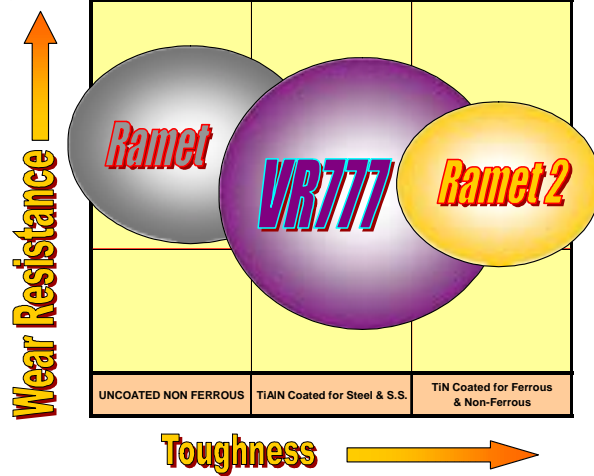 Wear Resistance
Ramet
VR777
Ramet 2
UNCOATED NON FERROUS
TiAlN Coated for Steel & S.S.
TiN Coated for Ferrous
& Non-Ferrous
Toughness